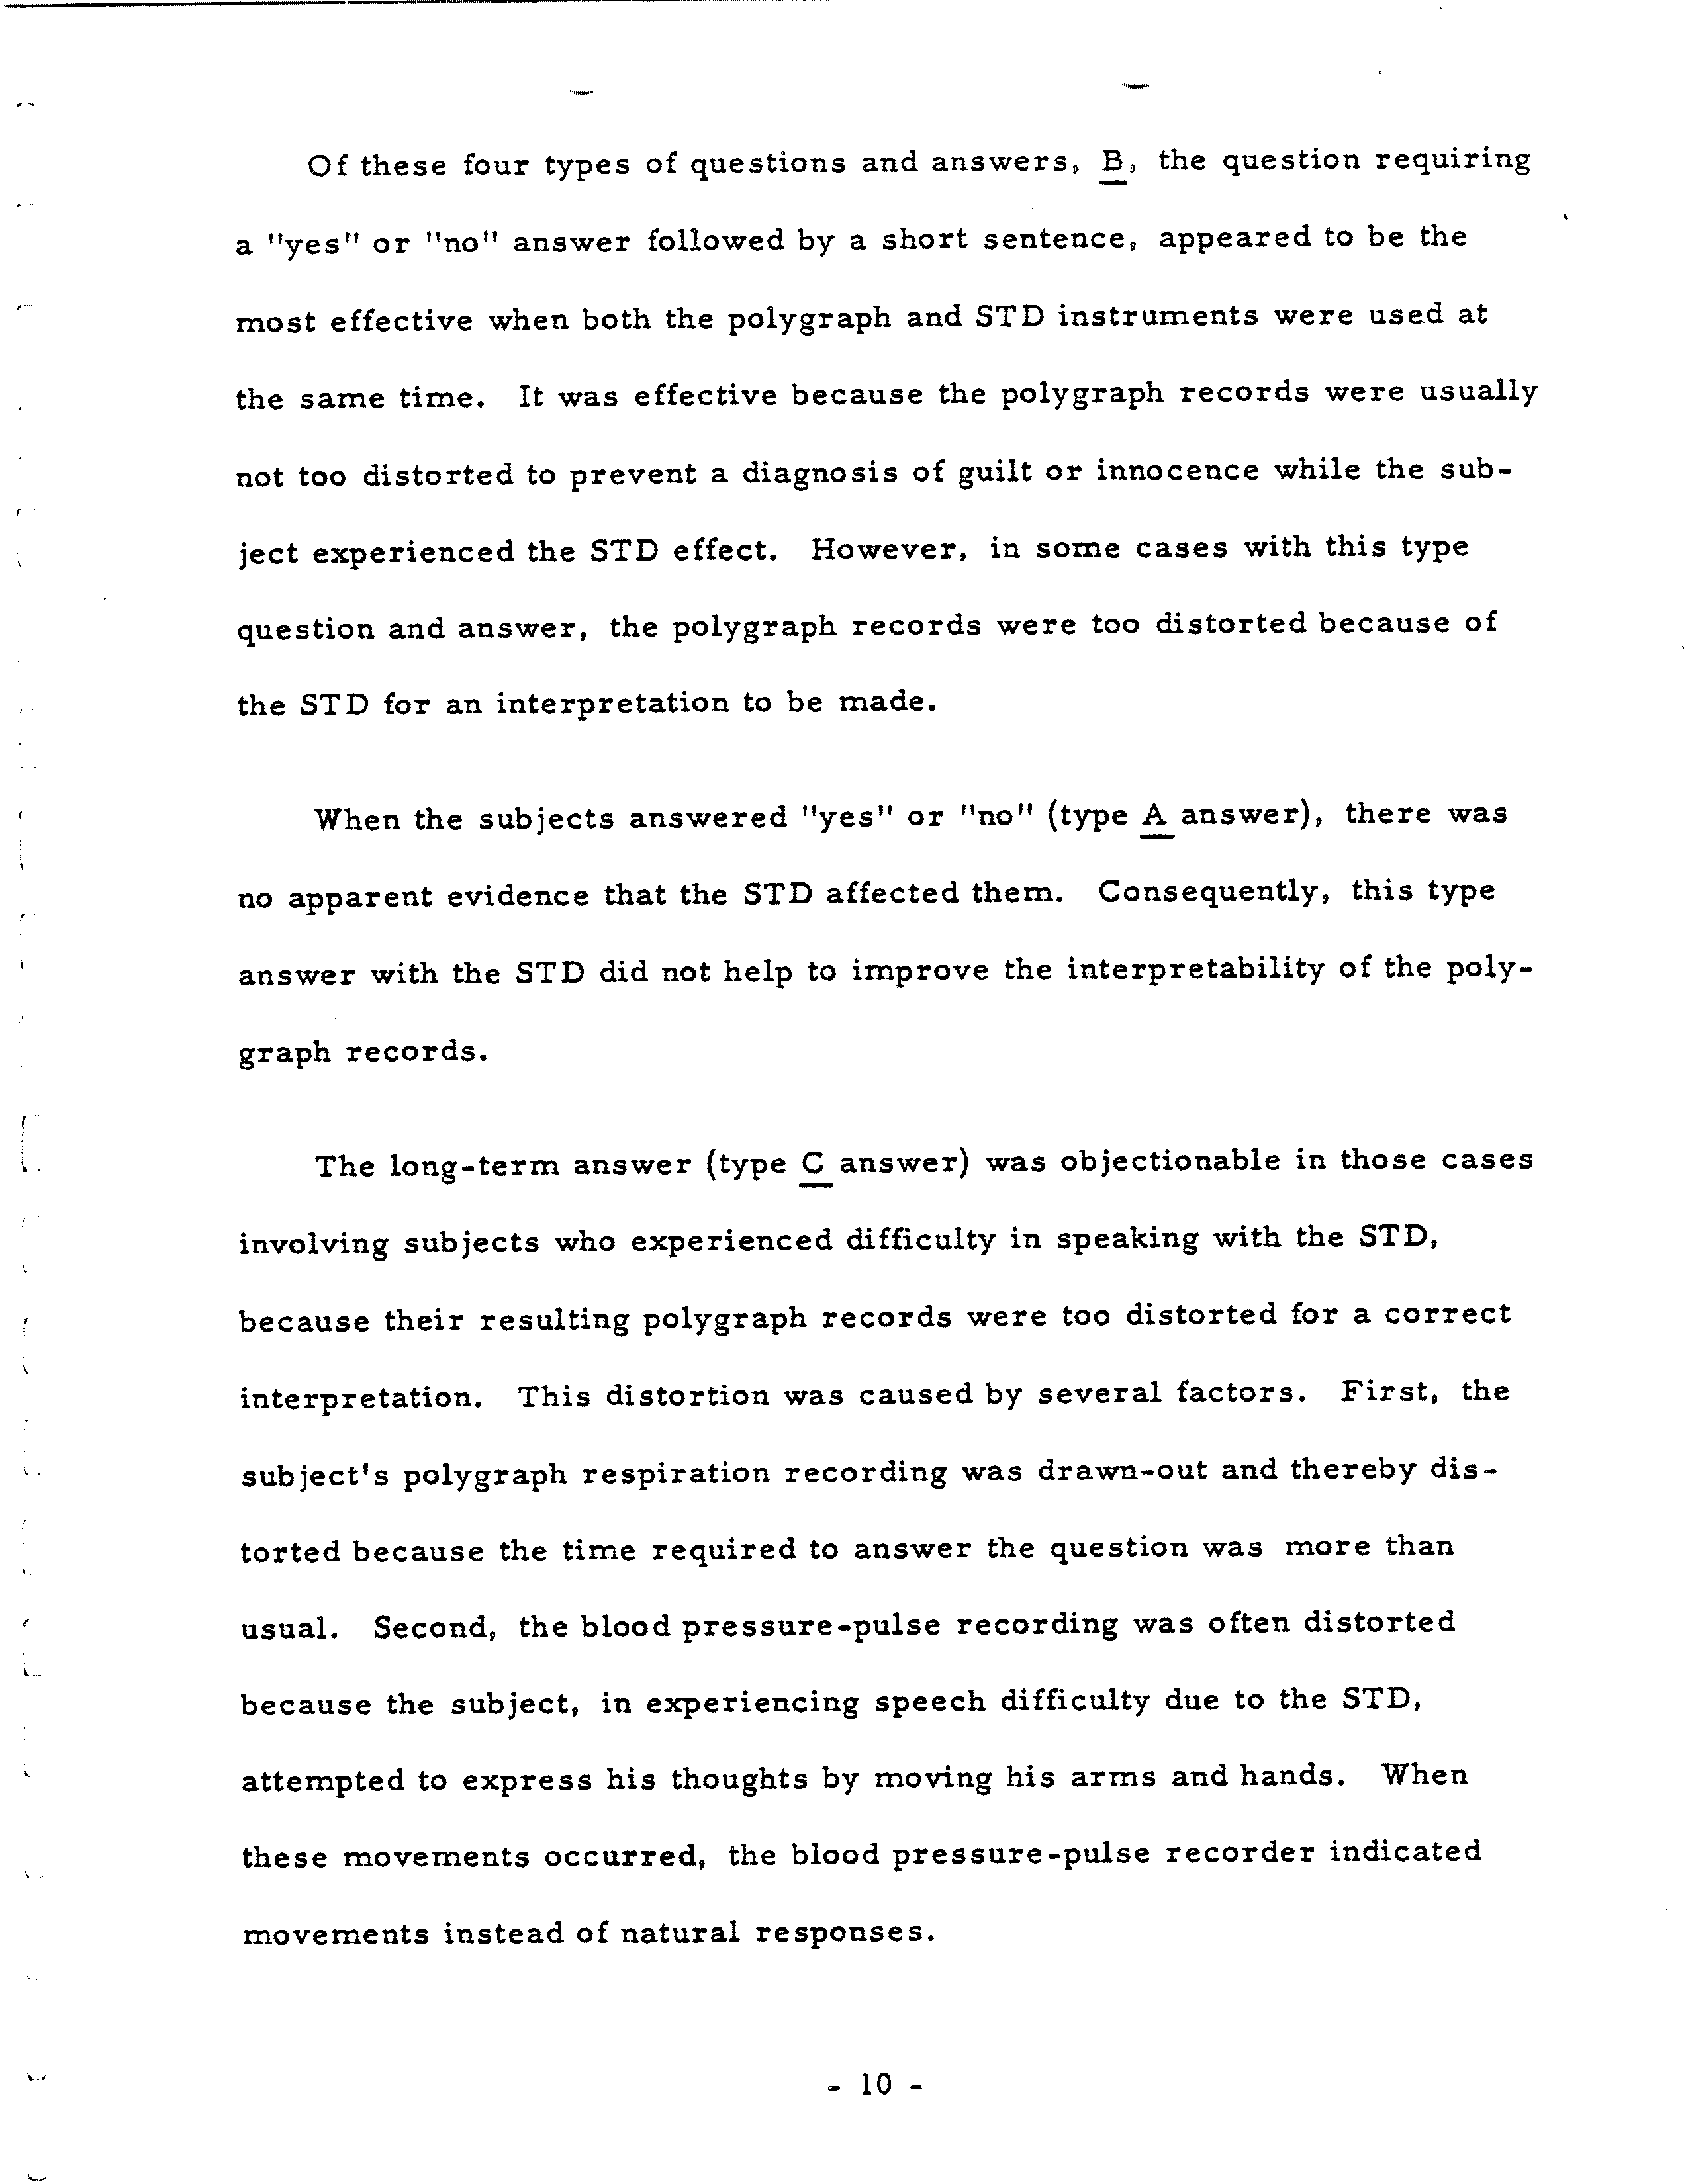 Of these four types of questions and answers, B, the question requiring
a "yes" or "no" answer followed by a short sentence, appeared to be the
most effective when both the polygraph and STD instruments were used at
the same time. It was effective because the polygraph records were usually
not too distorted to prevent a diagnosis of guilt or innocence while the sub-
ject experienced the STD effect. However, in some cases with this type
question and answer, the polygraph records were too distorted because of
the STD for an interpretation to be made.
When the subjects answered "yes" or "no" (type A answer), there was
no apparent evidence that the STD affected them. Consequently, this type
answer with the STD did not help to improve the interpretability of the poly-
graph records.
The long-term answer (type C answer) was objectionable in those cases
involving subjects who experienced difficulty in speaking with the STD,
because their resulting polygraph records were too distorted for a correct
interpretation. This distortion was caused by several factors. First, the
subject's polygraph respiration recording was drawn-out and thereby dis-
torted because the time required to answer the question was more than
usual. Second, the blood pressure-pulse recording was often distorted
because the subject, in experiencing speech difficulty due to the STD,
attempted to express his thoughts by moving his arms and hands. When
these movements occurred, the blood pressure-pulse recorder indicated
movements instead of natural responses.
- 10 -